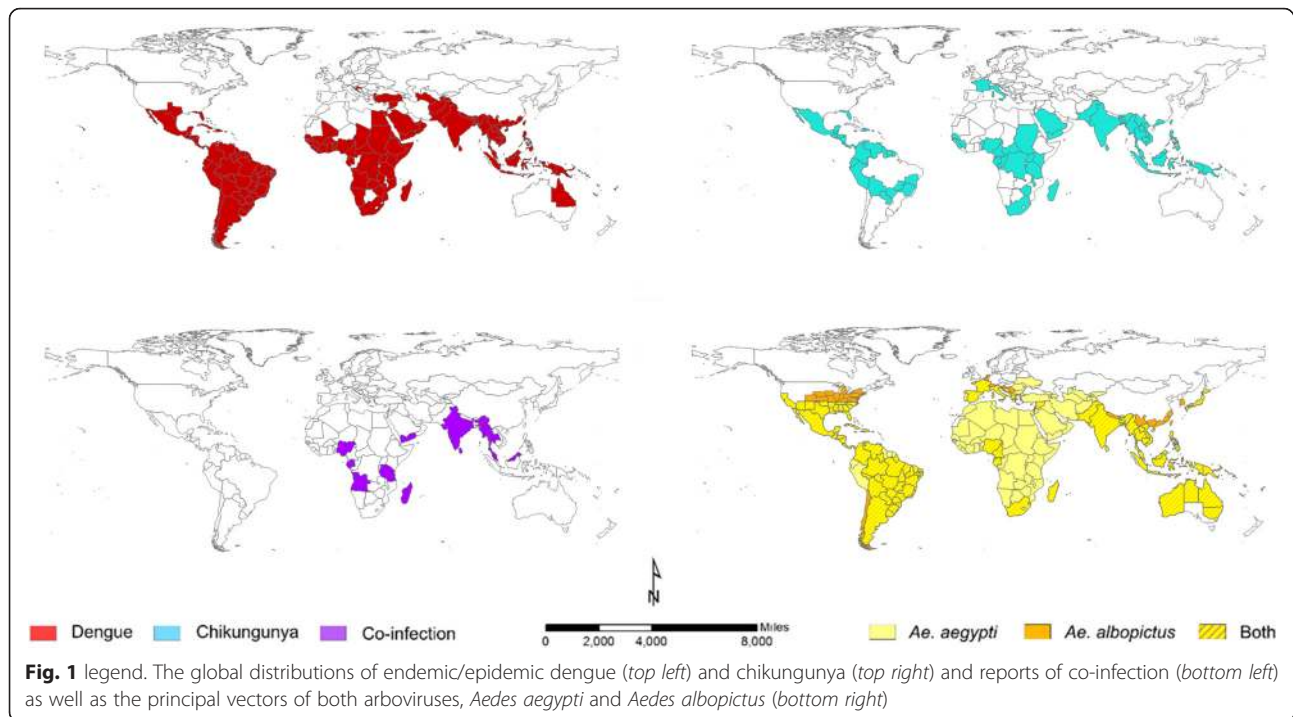 N
Miles
0 2,000 4,000 8,000
Dengue Chikungunya Co-infection Ae. aegypti Ae. albopictus Both
Fig. 1 legend. The global distributions of endemic/epidemic dengue (top left) and chikungunya (top right) and reports of co-infection (bottom left)
as well as the principal vectors of both arboviruses, Aedes aegypti and Aedes albopictus (bottom right)